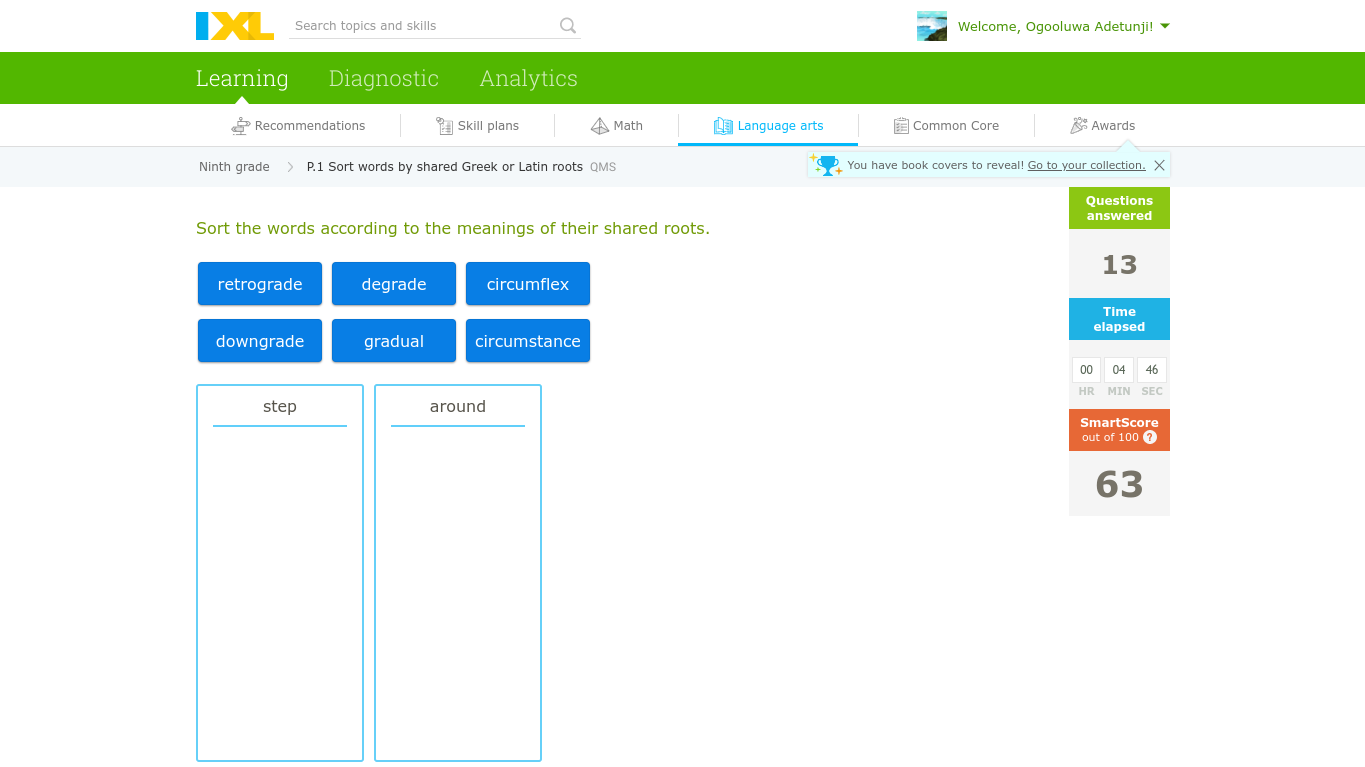 IXL
Search topics and skills
Welcome, Ogooluwa Adetunji!
Learning Diagnostic Analytics
Recommendations Skill plans Math Language arts Common Core Awards
Ninth grade P.1 Sort words by shared Greek or Latin roots QMS
You have book covers to reveal! Go to your collection.
Sort the words according to the meanings of their shared roots.
retrograde degrade circumflex
downgrade gradual circumstance
step around
Questions
answered
13
Time
elapsed
00 04 46
HR MIN SEC
SmartScore
out of 100 ?
63